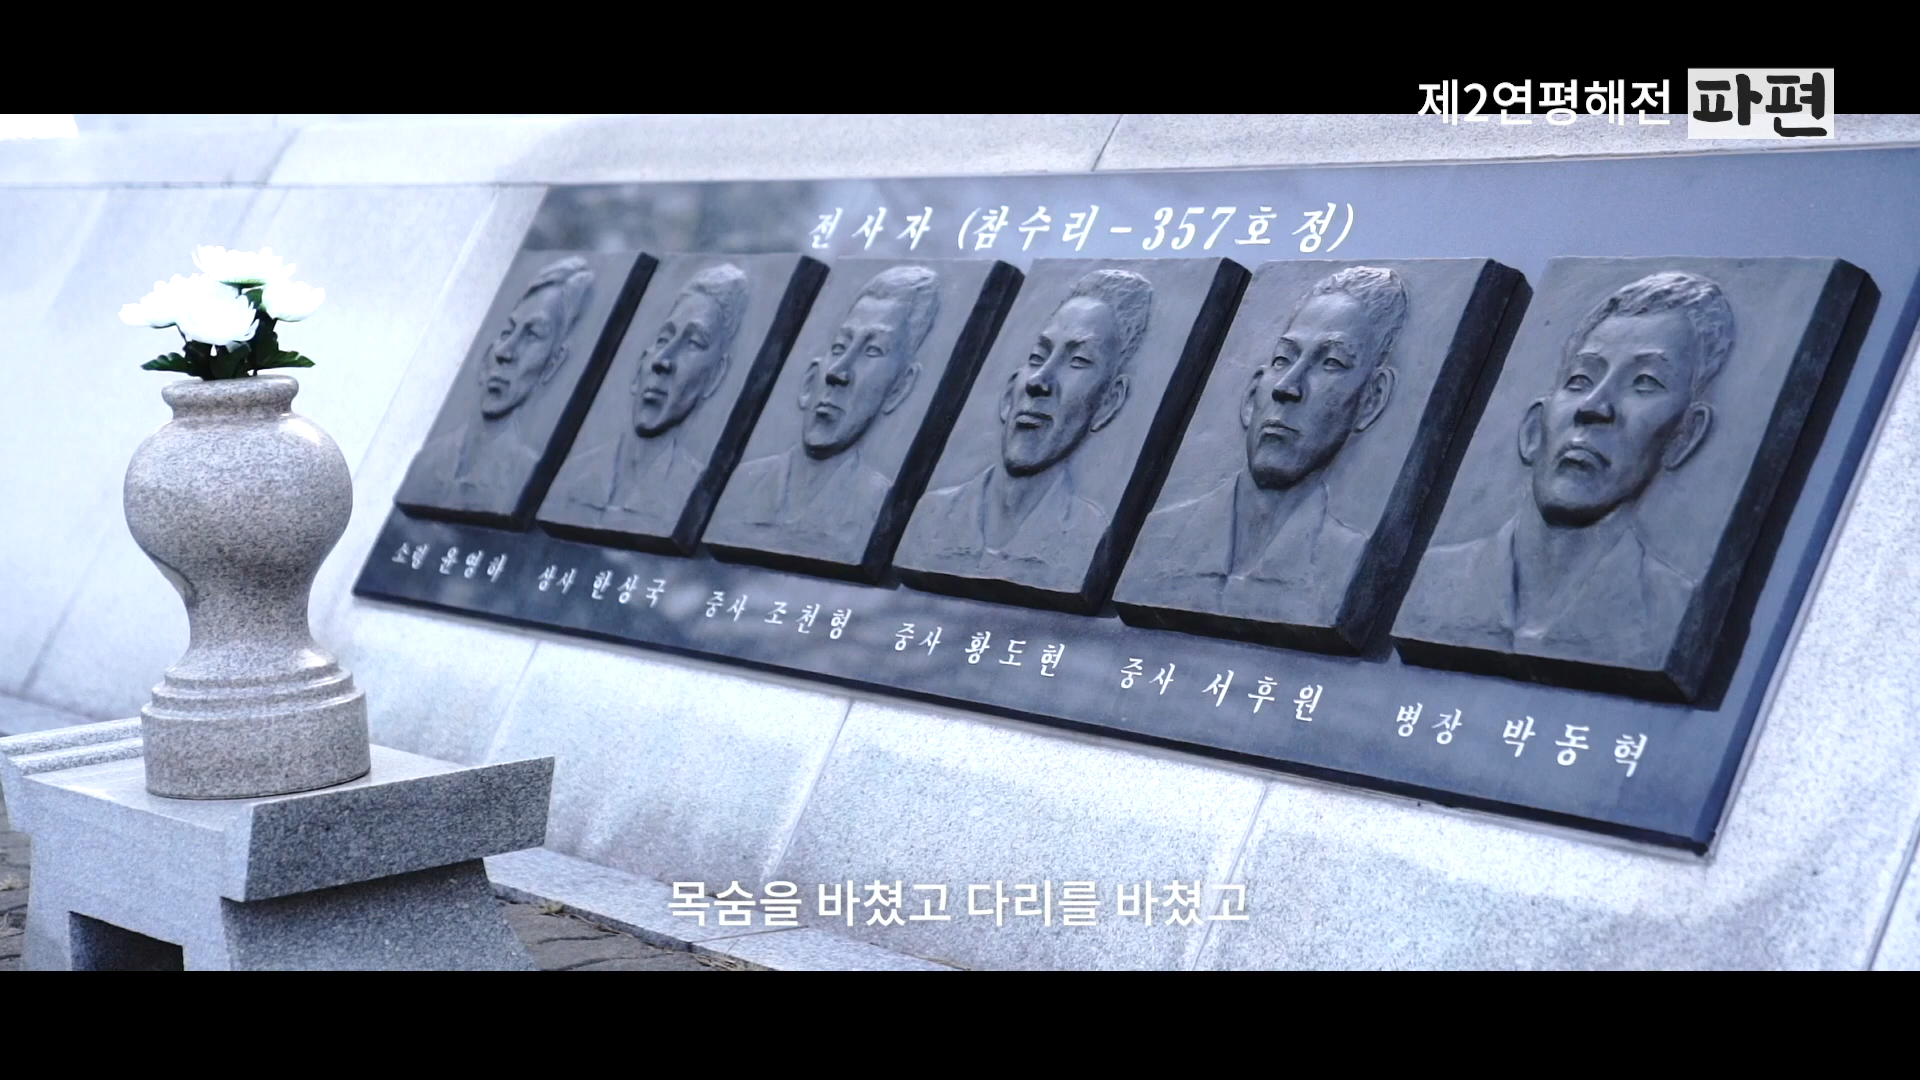 제2연평해전 파편
전사자 (참수리-357호정)
소령 윤영하 상사 한상국 중사 조천형 중사 황도현 중사 서후원 병장 박동혁
목숨을 바쳤고 다리를 바쳤고